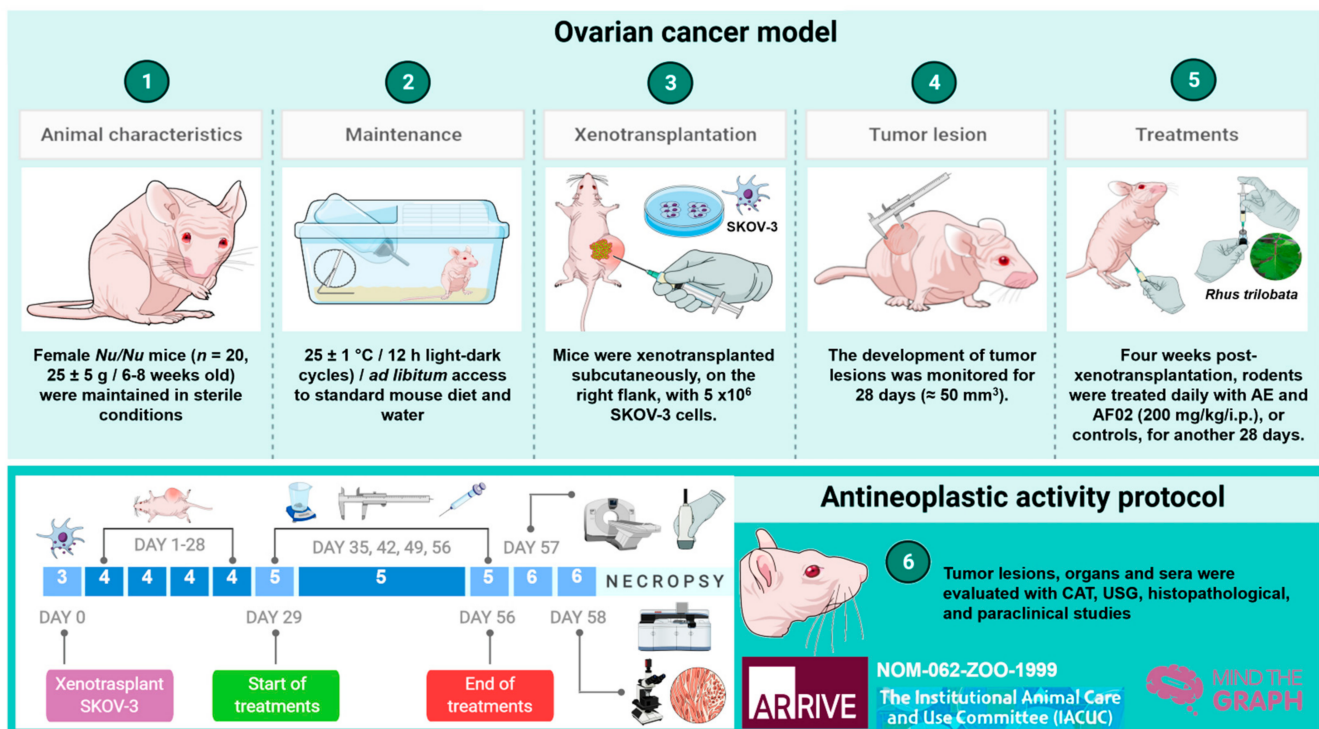 Ovarian cancer model
1
2
3
4
5
Animal characteristics
Maintenance
Xenotransplantation
Tumor lesion
Treatments
SKOV-3
Rhus trilobata
Female Nu/Nu mice (n = 20,
25 ± 5 g / 6-8 weeks old)
were maintained in sterile
conditions
25 ± 1 °C / 12 h light-dark
cycles) / ad libitum access
to standard mouse diet and
water
Mice were xenotransplanted
subcutaneously, on the
right flank, with 5 x10⁶
SKOV-3 cells.
The development of tumor
lesions was monitored for
28 days (≈ 50 mm³).
Four weeks post-
xenotransplantation, rodents
were treated daily with AE and
AF02 (200 mg/kg/i.p.), or
controls, for another 28 days.
DAY 1-28
DAY 35, 42, 49, 56
DAY 57
3
4
4
4
4
5
5
5
6
6
NECROPSY
DAY 0
DAY 29
DAY 56
DAY 58
Xenotrasplant
SKOV-3
Start of
treatments
End of
treatments
Antineoplastic activity protocol
6
Tumor lesions, organs and sera were
evaluated with CAT, USG, histopathological,
and paraclinical studies
ARRIVE
NOM-062-ZOO-1999
The Institutional Animal Care
and Use Committee (IACUC)
MIND THE
GRAPH